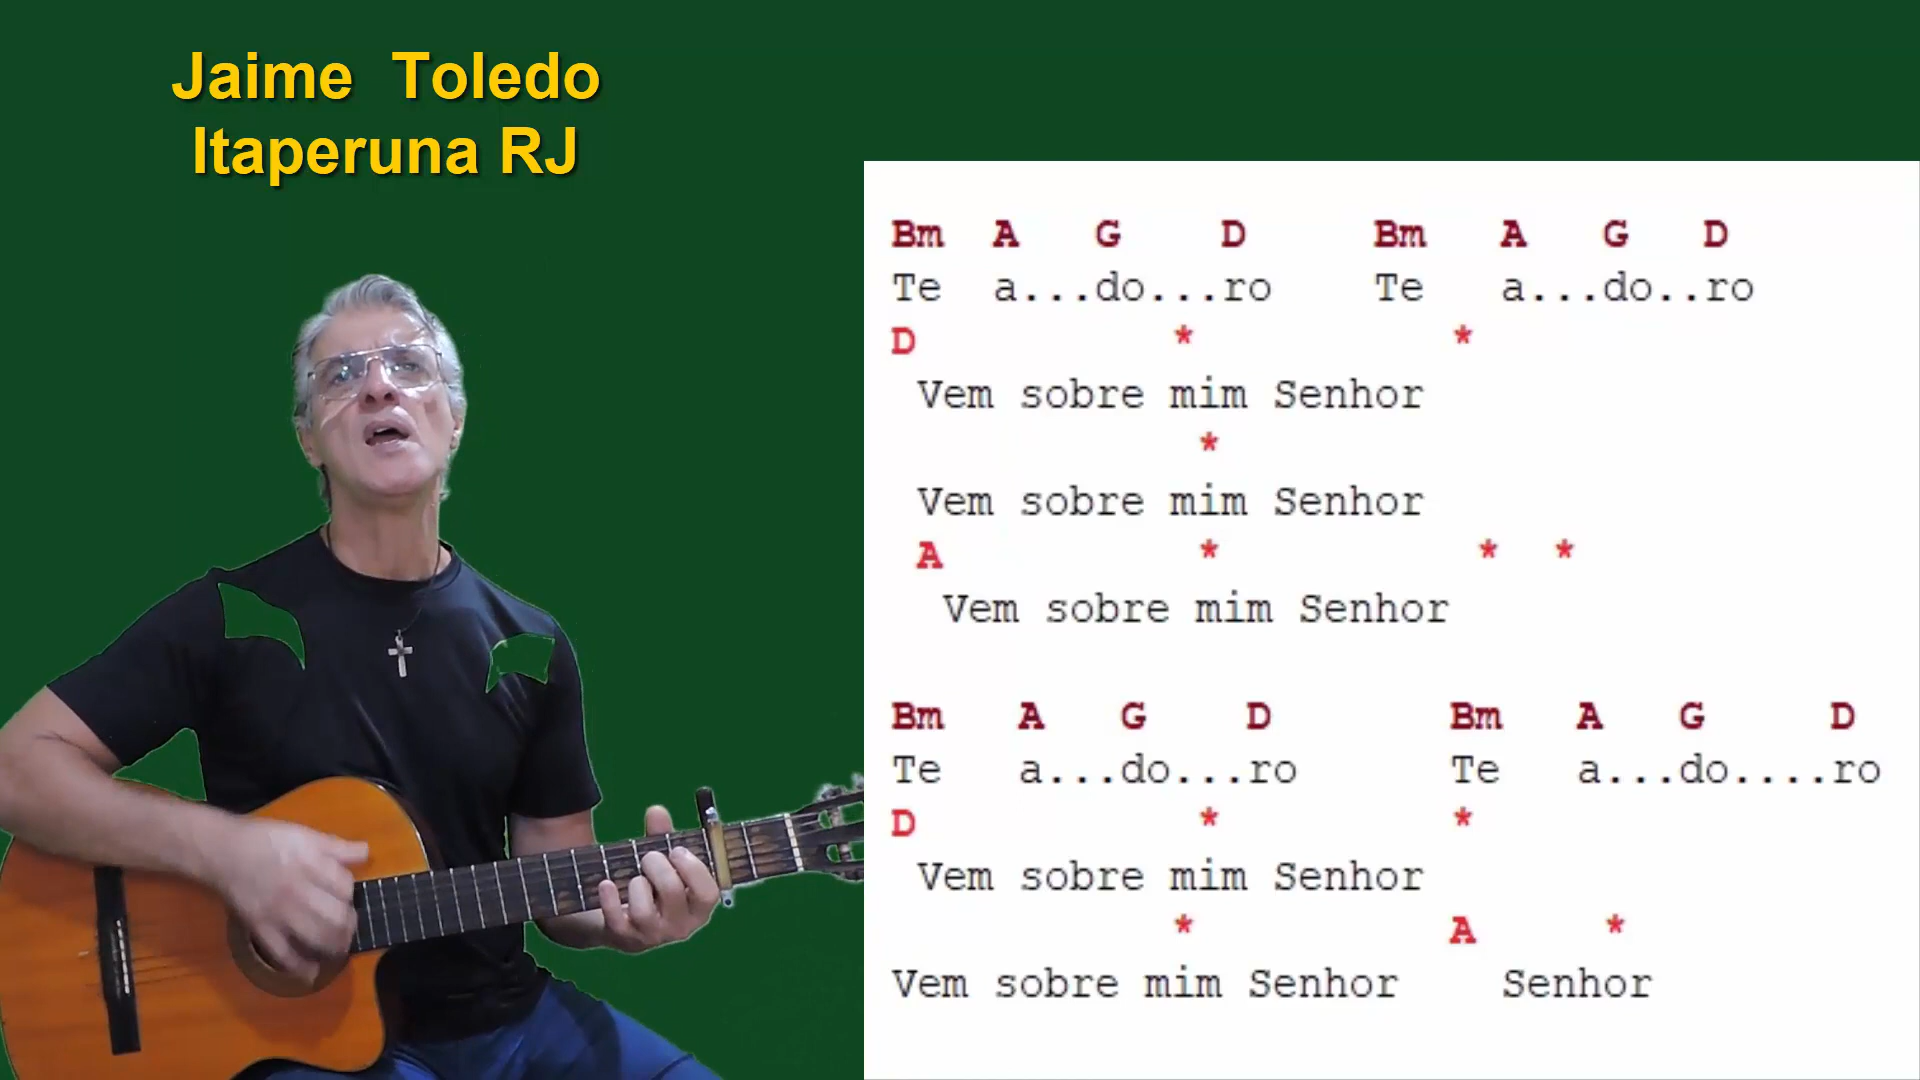 Jaime Toledo
Itaperuna RJ
Bm A G D Bm A G D
Te a...do...ro Te a...do..ro
D * *
Vem sobre mim Senhor
*
Vem sobre mim Senhor
A * * *
Vem sobre mim Senhor
Bm A G D Bm A G D
Te a...do...ro Te a...do....ro
D * *
Vem sobre mim Senhor
* A *
Vem sobre mim Senhor Senhor